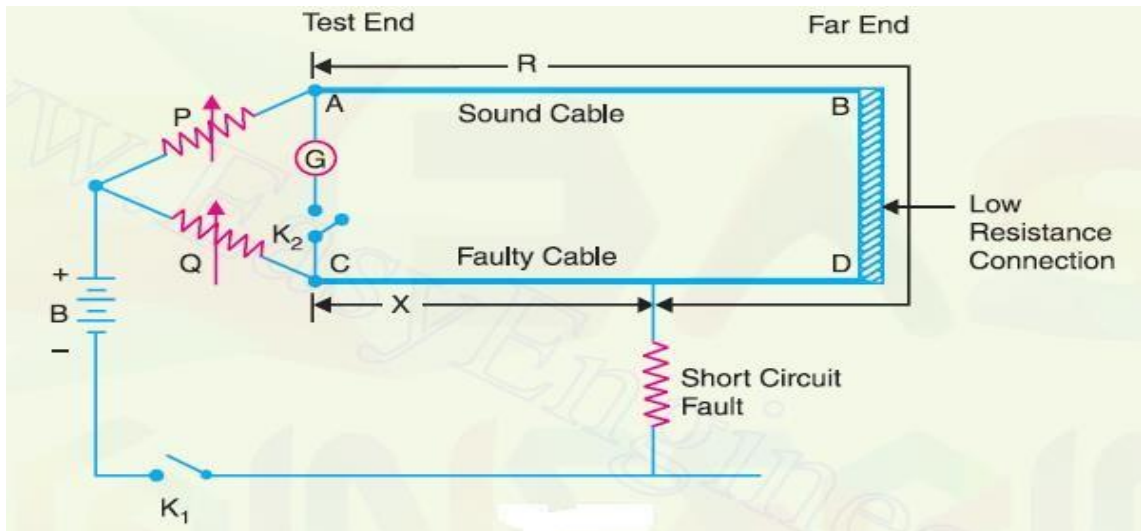 Test End
Far End
R
P
A
Sound Cable
B
G
K2
Q
C
Faulty Cable
D
Low
Resistance
Connection
+
B
−
X
Short Circuit
Fault
K1